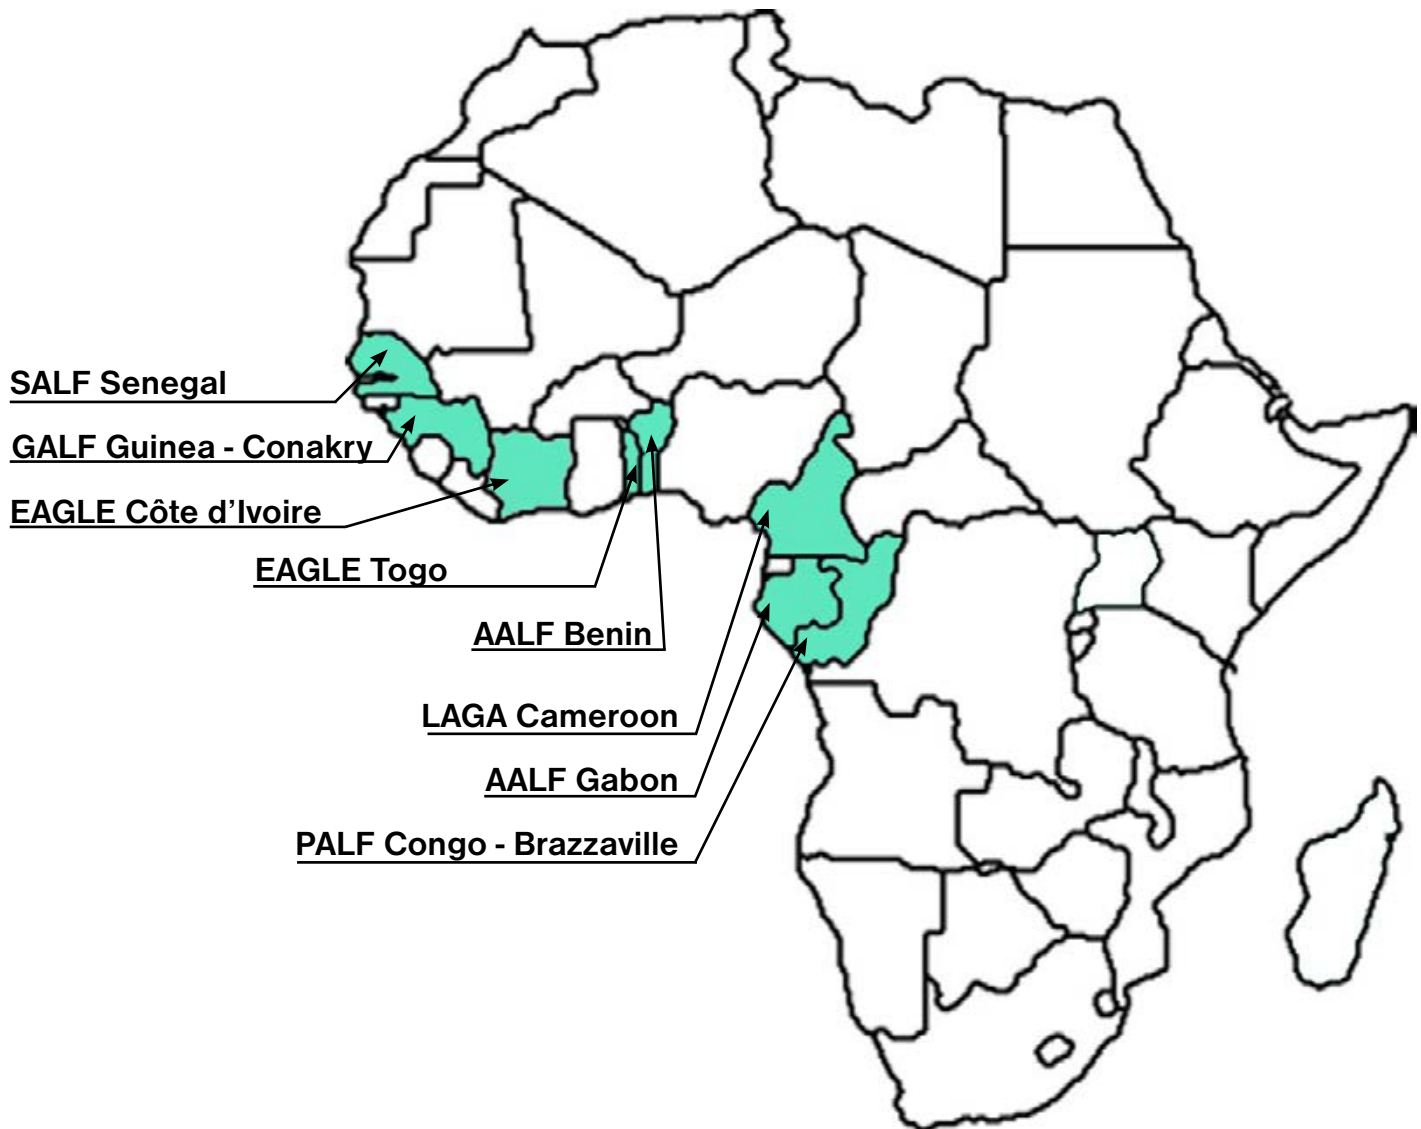 SALF Senegal
GALF Guinea - Conakry
EAGLE Côte d’Ivoire
EAGLE Togo
AALF Benin
LAGA Cameroon
AALF Gabon
PALF Congo - Brazzaville